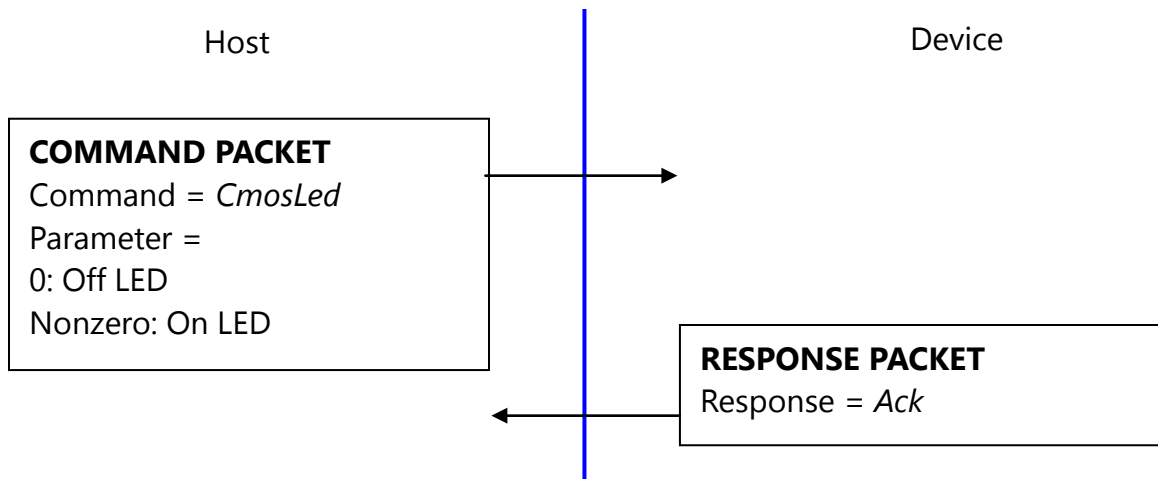 Host
Device
COMMAND PACKET
Command = CmosLed
Parameter =
0: Off LED
Nonzero: On LED
RESPONSE PACKET
Response = Ack